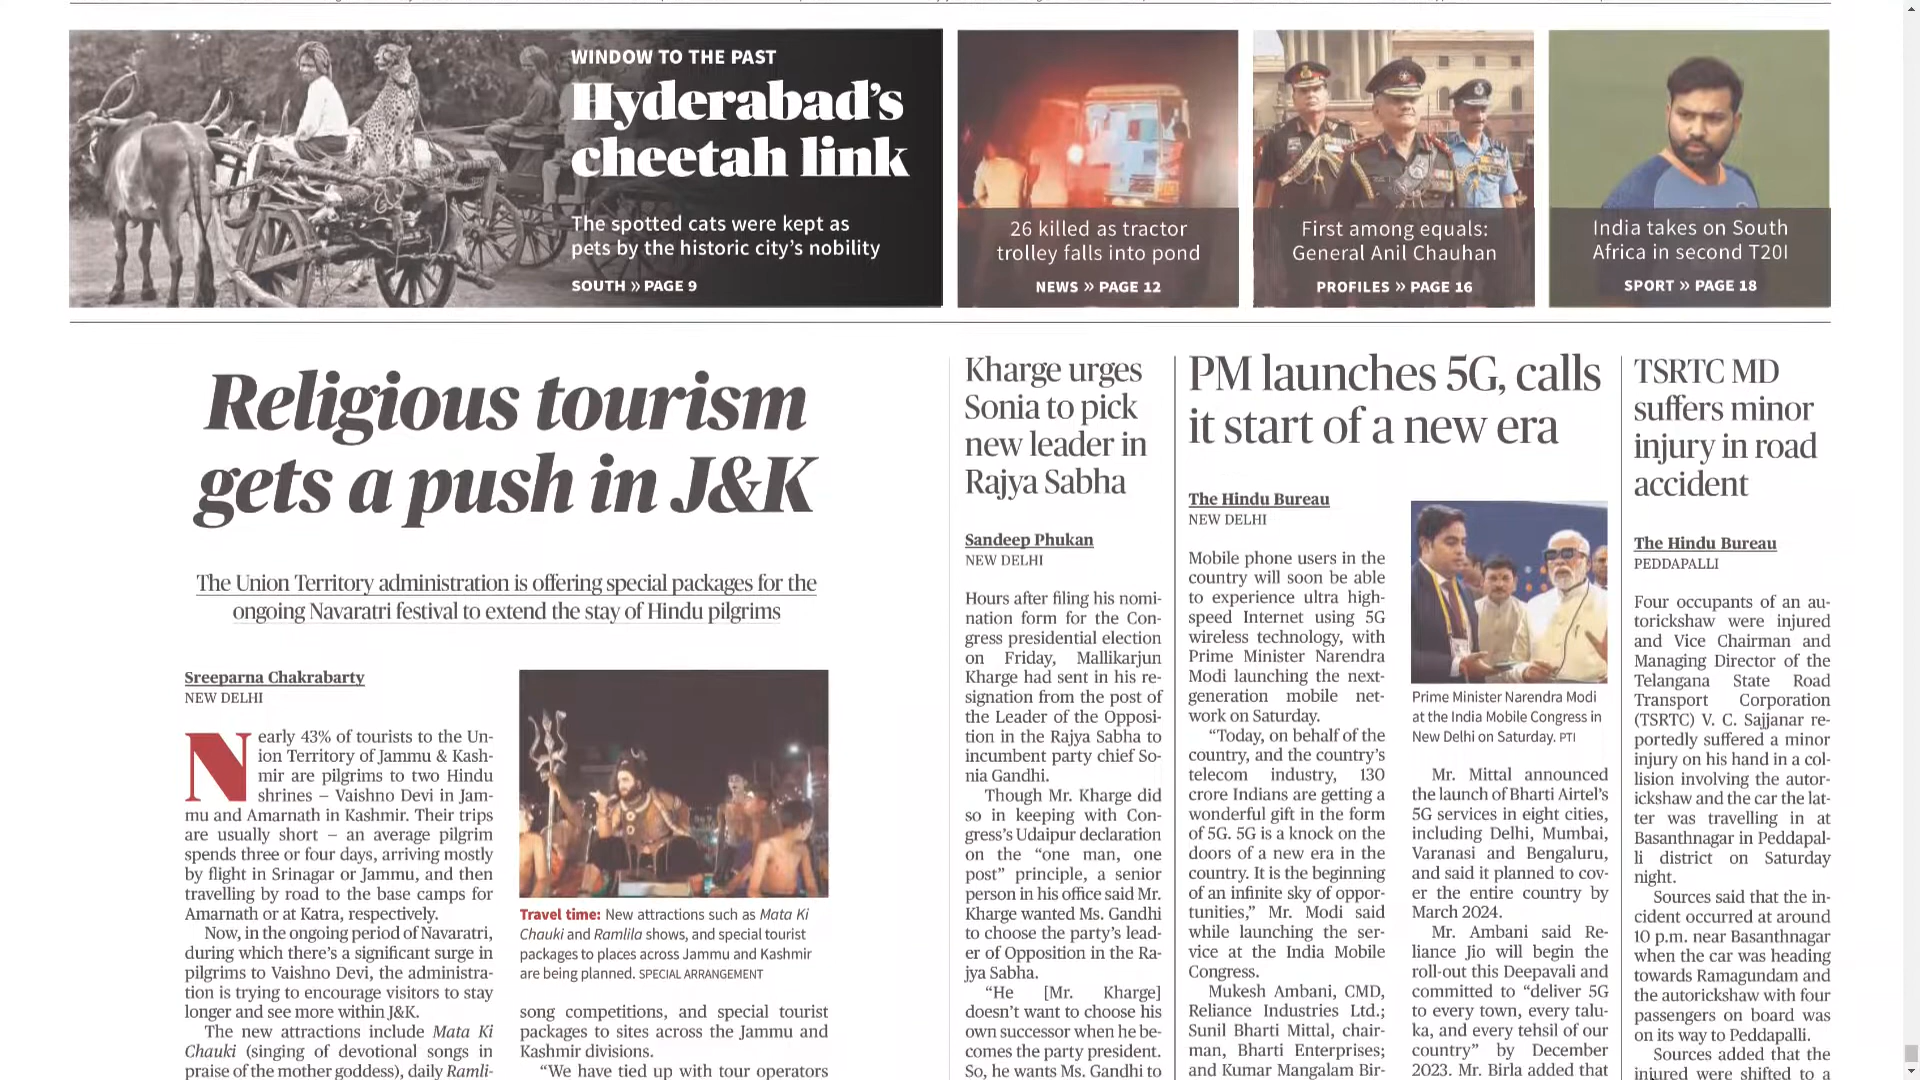 WINDOW TO THE PAST
Hyderabad's
cheetah link
The spotted cats were kept as
pets by the historic city's nobility
SOUTH » PAGE 9
26 killed as tractor
trolley falls into pond
NEWS » PAGE 12
First among equals:
General Anil Chauhan
PROFILES » PAGE 16
India takes on South
Africa in second T20I
SPORT » PAGE 18
Religious tourism
gets a push in J&K
The Union Territory administration is offering special packages for the
ongoing Navaratri festival to extend the stay of Hindu pilgrims
Sreeparna Chakrabarty
NEW DELHI
Nearly 43% of tourists to the Un-
ion Territory of Jammu & Kash-
mir are pilgrims to two Hindu
shrines – Vaishno Devi in Jam-
mu and Amarnath in Kashmir. Their trips
are usually short – an average pilgrim
spends three or four days, arriving mostly
by flight in Srinagar or Jammu, and then
travelling by road to the base camps for
Amarnath or at Katra, respectively.
Now, in the ongoing period of Navaratri,
during which there's a significant surge in
pilgrims to Vaishno Devi, the administra-
tion is trying to encourage visitors to stay
longer and see more within J&K.
The new attractions include Mata Ki
Chauki (singing of devotional songs in
praise of the mother goddess), daily Ramli-
Travel time: New attractions such as Mata Ki
Chauki and Ramlila shows, and special tourist
packages to places across Jammu and Kashmir
are being planned. SPECIAL ARRANGEMENT
song competitions, and special tourist
packages to sites across the Jammu and
Kashmir divisions.
"We have tied up with tour operators
Kharge urges
Sonia to pick
new leader in
Rajya Sabha
Sandeep Phukan
NEW DELHI
Hours after filing his nomi-
nation form for the Con-
gress presidential election
on Friday, Mallikarjun
Kharge had sent in his re-
signation from the post of
the Leader of the Opposi-
tion in the Rajya Sabha to
incumbent party chief So-
nia Gandhi.
Though Mr. Kharge did
so in keeping with Con-
gress's Udaipur declaration
on the "one man, one
post" principle, a senior
person in his office said Mr.
Kharge wanted Ms. Gandhi
to choose the party's lead-
er of Opposition in the Ra-
jya Sabha.
"He [Mr. Kharge]
doesn't want to choose his
own successor when he be-
comes the party president.
So, he wants Ms. Gandhi to
PM launches 5G, calls
it start of a new era
The Hindu Bureau
NEW DELHI
Mobile phone users in the
country will soon be able
to experience ultra high-
speed Internet using 5G
wireless technology, with
Prime Minister Narendra
Modi launching the next-
generation mobile net-
work on Saturday.
"Today, on behalf of the
country, and the country's
telecom industry, 130
crore Indians are getting a
wonderful gift in the form
of 5G. 5G is a knock on the
doors of a new era in the
country. It is the beginning
of an infinite sky of oppor-
tunities," Mr. Modi said
while launching the ser-
vice at the India Mobile
Congress.
Mukesh Ambani, CMD,
Reliance Industries Ltd.;
Sunil Bharti Mittal, chair-
man, Bharti Enterprises;
and Kumar Mangalam Bir-
Prime Minister Narendra Modi
at the India Mobile Congress in
New Delhi on Saturday. PTI
Mr. Mittal announced
the launch of Bharti Airtel's
5G services in eight cities,
including Delhi, Mumbai,
Varanasi and Bengaluru,
and said it planned to cov-
er the entire country by
March 2024.
Mr. Ambani said Re-
liance Jio will begin the
roll-out this Deepavali and
committed to "deliver 5G
to every town, every talu-
ka, and every tehsil of our
country" by December
2023. Mr. Birla added that
TSRTC MD
suffers minor
injury in road
accident
The Hindu Bureau
PEDDAPALLI
Four occupants of an au-
torickshaw were injured
and Vice Chairman and
Managing Director of the
Telangana State Road
Transport Corporation
(TSRTC) V. C. Sajjanar re-
portedly suffered a minor
injury on his hand in a col-
lision involving the autor-
ickshaw and the car the lat-
ter was travelling in at
Basanthnagar in Peddapal-
li district on Saturday
night.
Sources said that the in-
cident occurred at around
10 p.m. near Basanthnagar
when the car was heading
towards Ramagundam and
the autorickshaw with four
passengers on board was
on its way to Peddapalli.
Sources added that the
injured were shifted to a